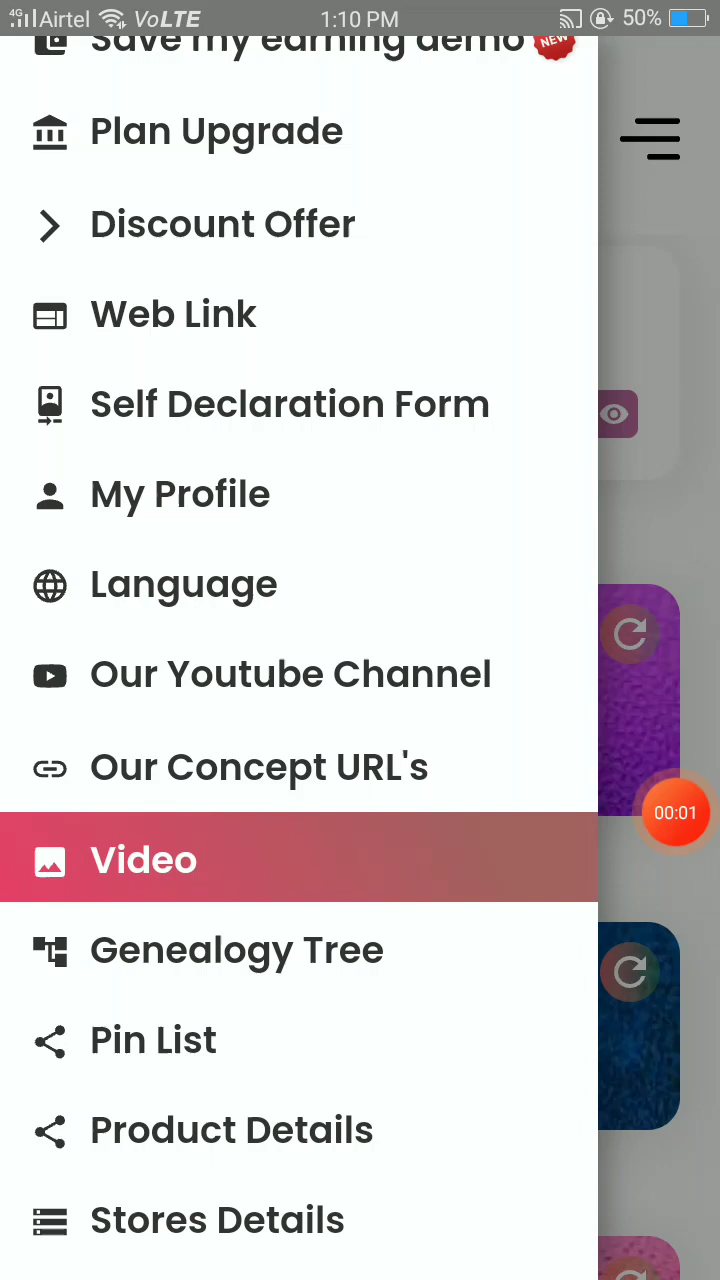 4G Airtel VoLTE 1:10 PM 50%
Save my earning demo NEW
Plan Upgrade
Discount Offer
Web Link
Self Declaration Form
My Profile
Language
Our Youtube Channel
Our Concept URL's
00:01
Video
Genealogy Tree
Pin List
Product Details
Stores Details